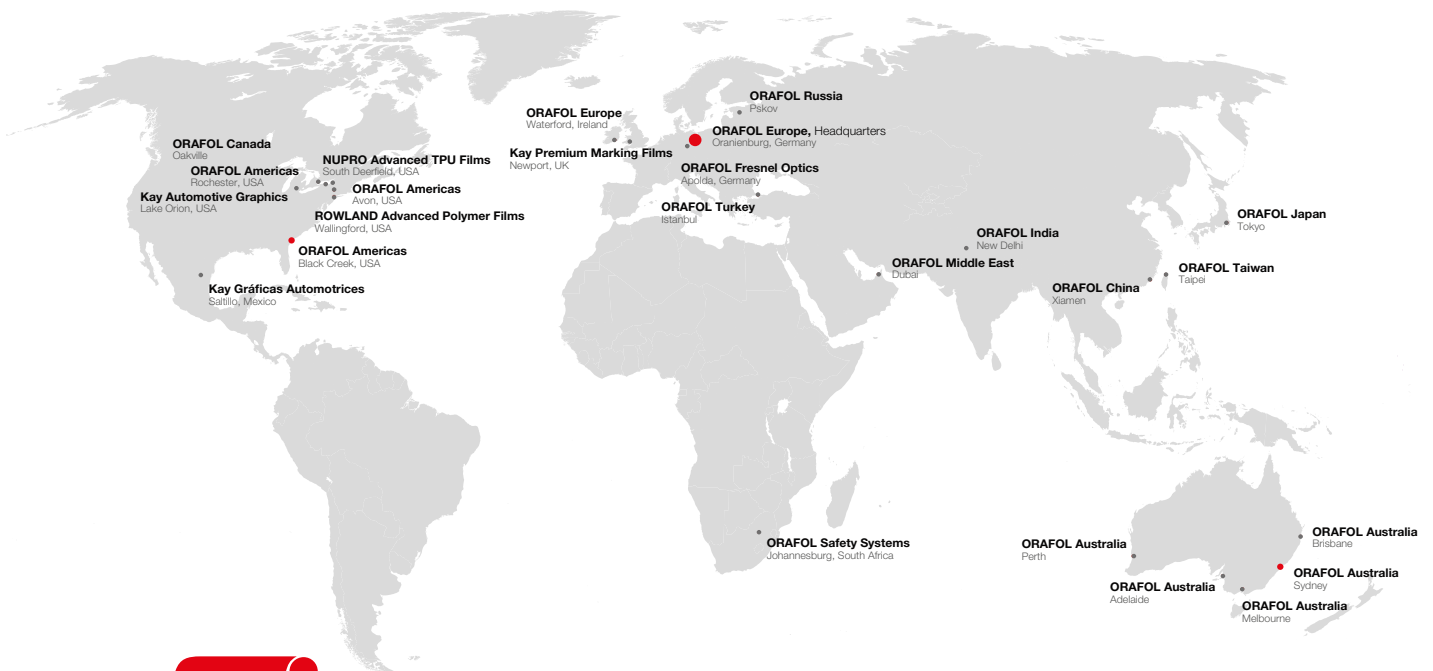 ORAFOL Russia
Pskov
ORAFOL Europe
Waterford, Ireland
ORAFOL Europe, Headquarters
Oranienburg, Germany
ORAFOL Canada
Oakville
NUPRO Advanced TPU Films
South Deerfield, USA
Kay Premium Marking Films
Newport, UK
ORAFOL Americas
Rochester, USA
ORAFOL Fresnel Optics
Apolda, Germany
Kay Automotive Graphics
Lake Orion, USA
ORAFOL Americas
Avon, USA
ORAFOL Turkey
Istanbul
ROWLAND Advanced Polymer Films
Wallingford, USA
ORAFOL Japan
Tokyo
ORAFOL India
New Delhi
ORAFOL Americas
Black Creek, USA
ORAFOL Middle East
Dubai
ORAFOL Taiwan
Taipei
Kay Gráficas Automotrices
Saltillo, Mexico
ORAFOL China
Xiamen
ORAFOL Australia
Brisbane
ORAFOL Safety Systems
Johannesburg, South Africa
ORAFOL Australia
Perth
ORAFOL Australia
Sydney
ORAFOL Australia
Adelaide
ORAFOL Australia
Melbourne